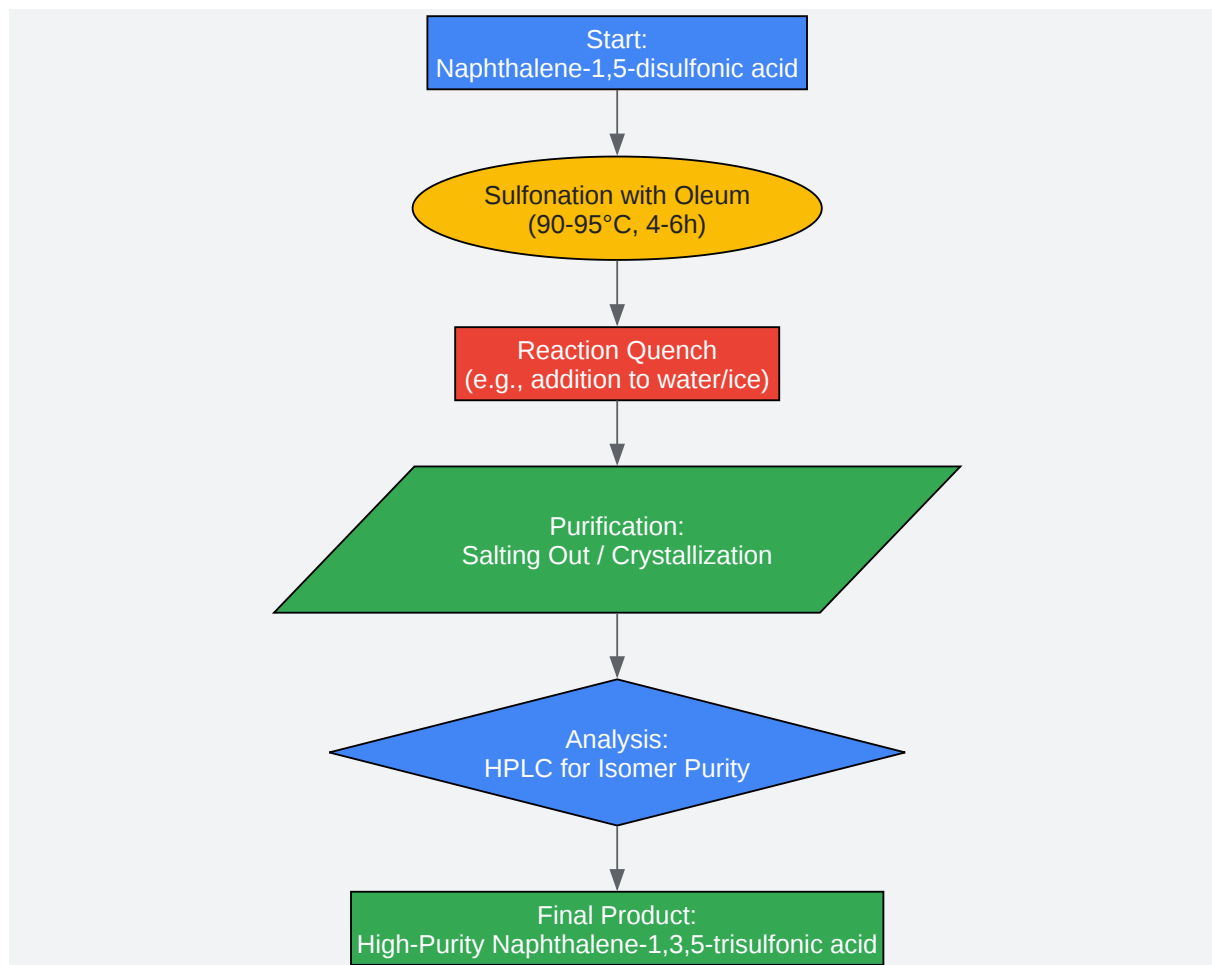 Start:
Naphthalene-1,5-disulfonic acid
Sulfonation with Oleum
(90-95°C, 4-6h)
Reaction Quench
(e.g., addition to water/ice)
Purification:
Salting Out / Crystallization
Analysis:
HPLC for Isomer Purity
Final Product:
High-Purity Naphthalene-1,3,5-trisulfonic acid